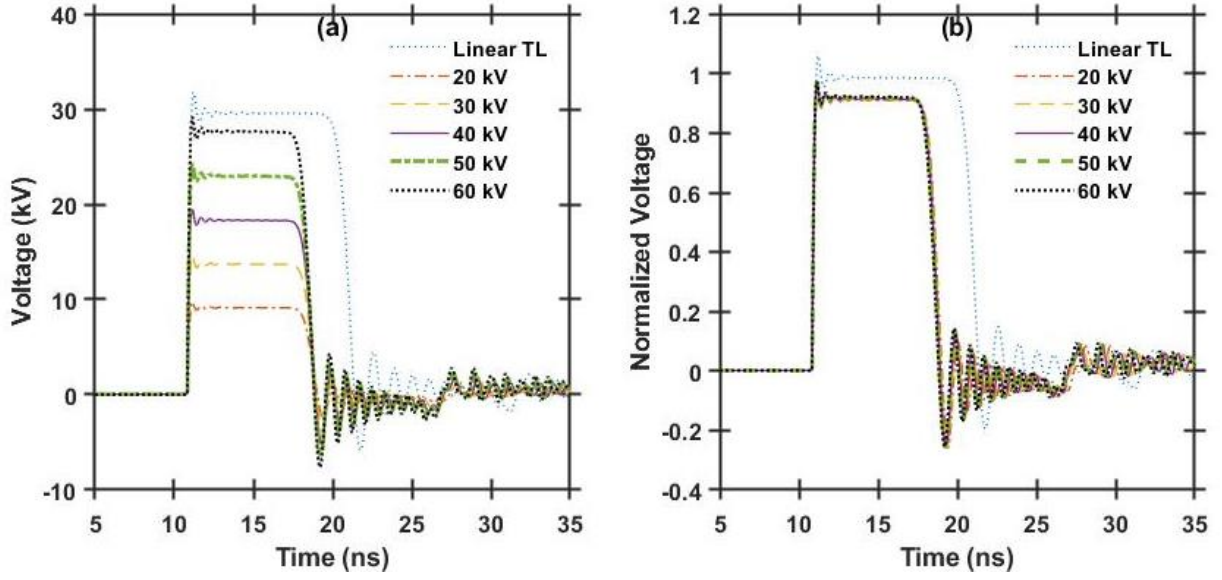 (a)
40
30
20
10
0
-10
Voltage (kV)
Linear TL
20 kV
30 kV
40 kV
50 kV
60 kV
5 10 15 20 25 30 35
Time (ns)
(b)
1.2
1
0.8
0.6
0.4
0.2
0
-0.2
-0.4
Normalized Voltage
Linear TL
20 kV
30 kV
40 kV
50 kV
60 kV
5 10 15 20 25 30 35
Time (ns)